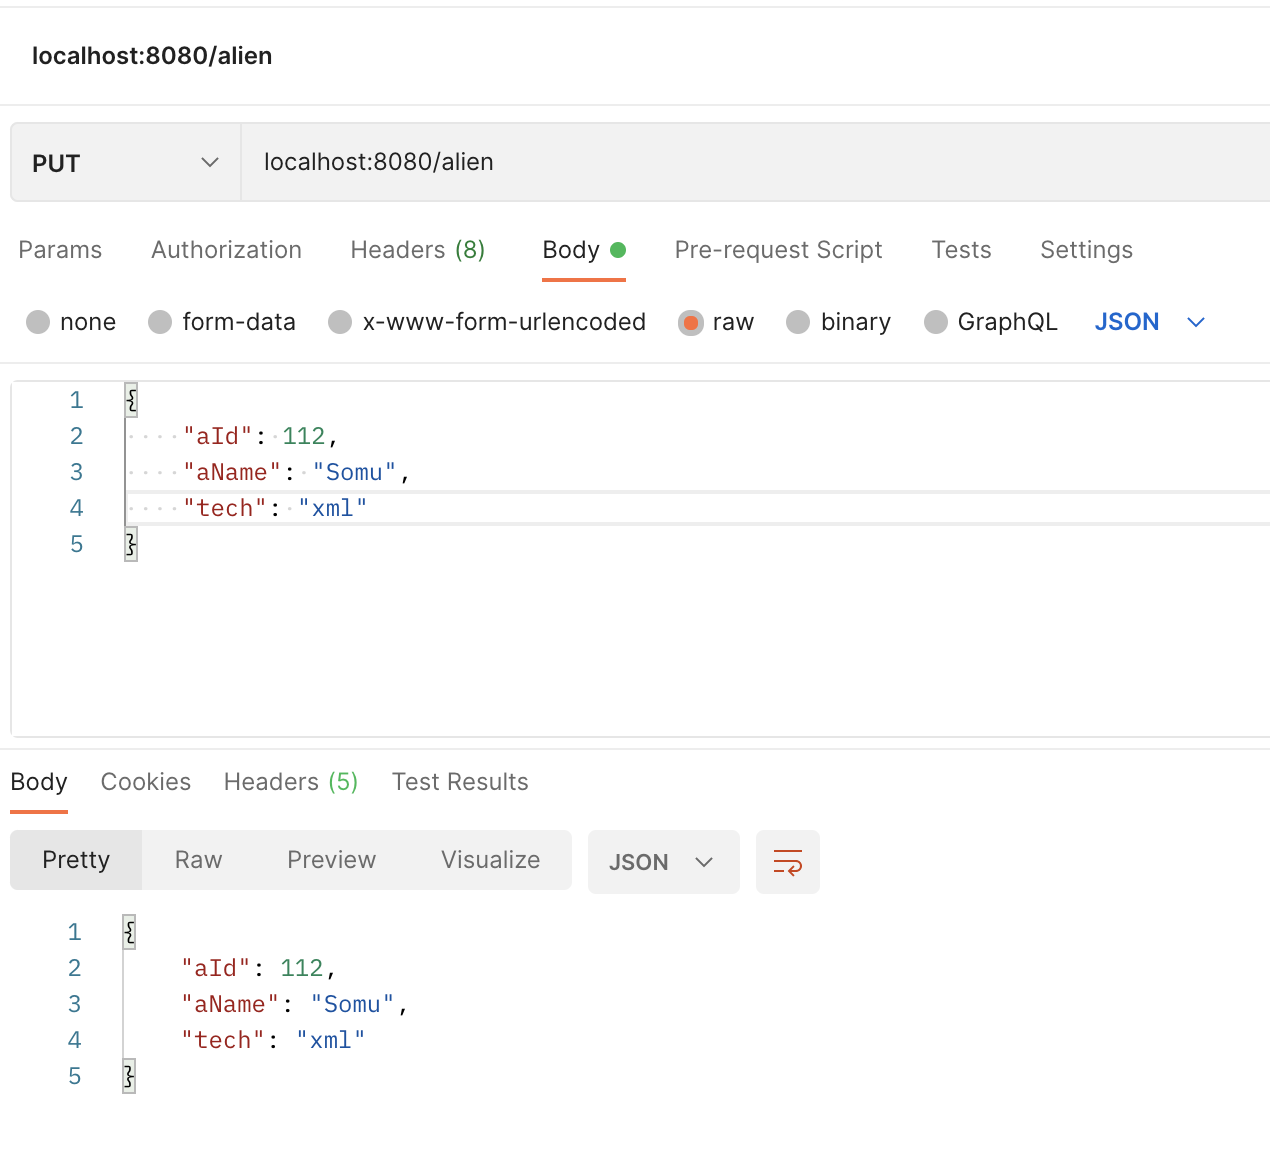 localhost:8080/alien
PUT localhost:8080/alien
Params Authorization Headers (8) Body Pre-request Script Tests Settings
none form-data x-www-form-urlencoded raw binary GraphQL JSON
1 {
2 "aId": 112,
3 "aName": "Somu",
4 "tech": "xml"
5 }
Body Cookies Headers (5) Test Results
Pretty Raw Preview Visualize JSON
1 {
2 "aId": 112,
3 "aName": "Somu",
4 "tech": "xml"
5 }